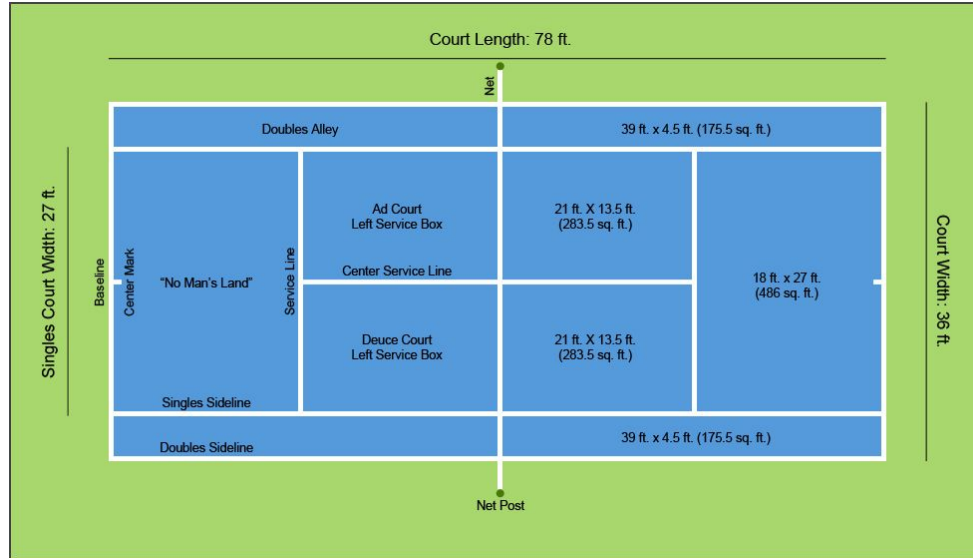 Court Length: 78 ft.
Net
Doubles Alley
39 ft. x 4.5 ft. (175.5 sq. ft.)
Singles Court Width: 27 ft.
Baseline
Center Mark
“No Man’s Land”
Service Line
Ad Court
Left Service Box
Center Service Line
Deuce Court
Left Service Box
21 ft. X 13.5 ft.
(283.5 sq. ft.)
21 ft. X 13.5 ft.
(283.5 sq. ft.)
18 ft. x 27 ft.
(486 sq. ft.)
Court Width: 36 ft.
Singles Sideline
Doubles Sideline
39 ft. x 4.5 ft. (175.5 sq. ft.)
Net Post